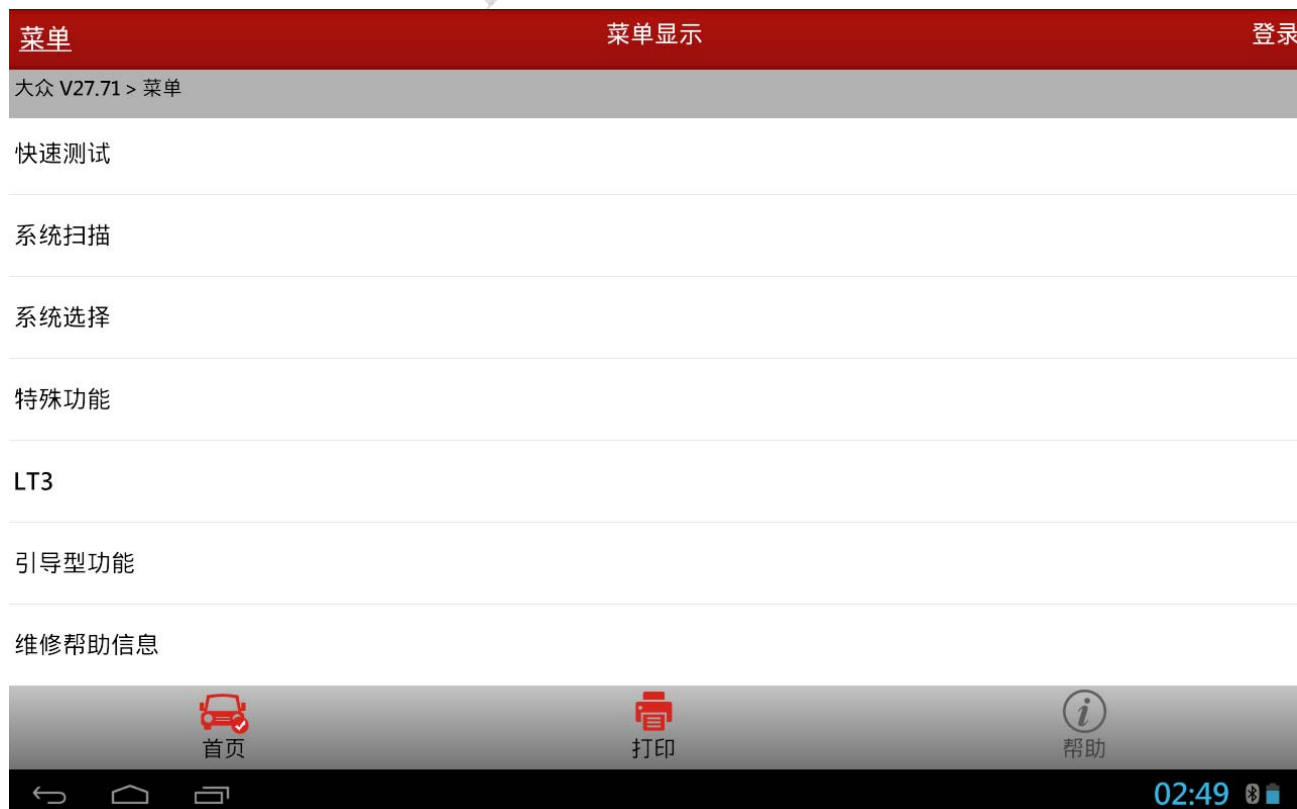 菜单 菜单显示 登录
大众 V27.71 > 菜单
快速测试
系统扫描
系统选择
特殊功能
LT3
引导型功能
维修帮助信息
首页 打印 帮助
02:49